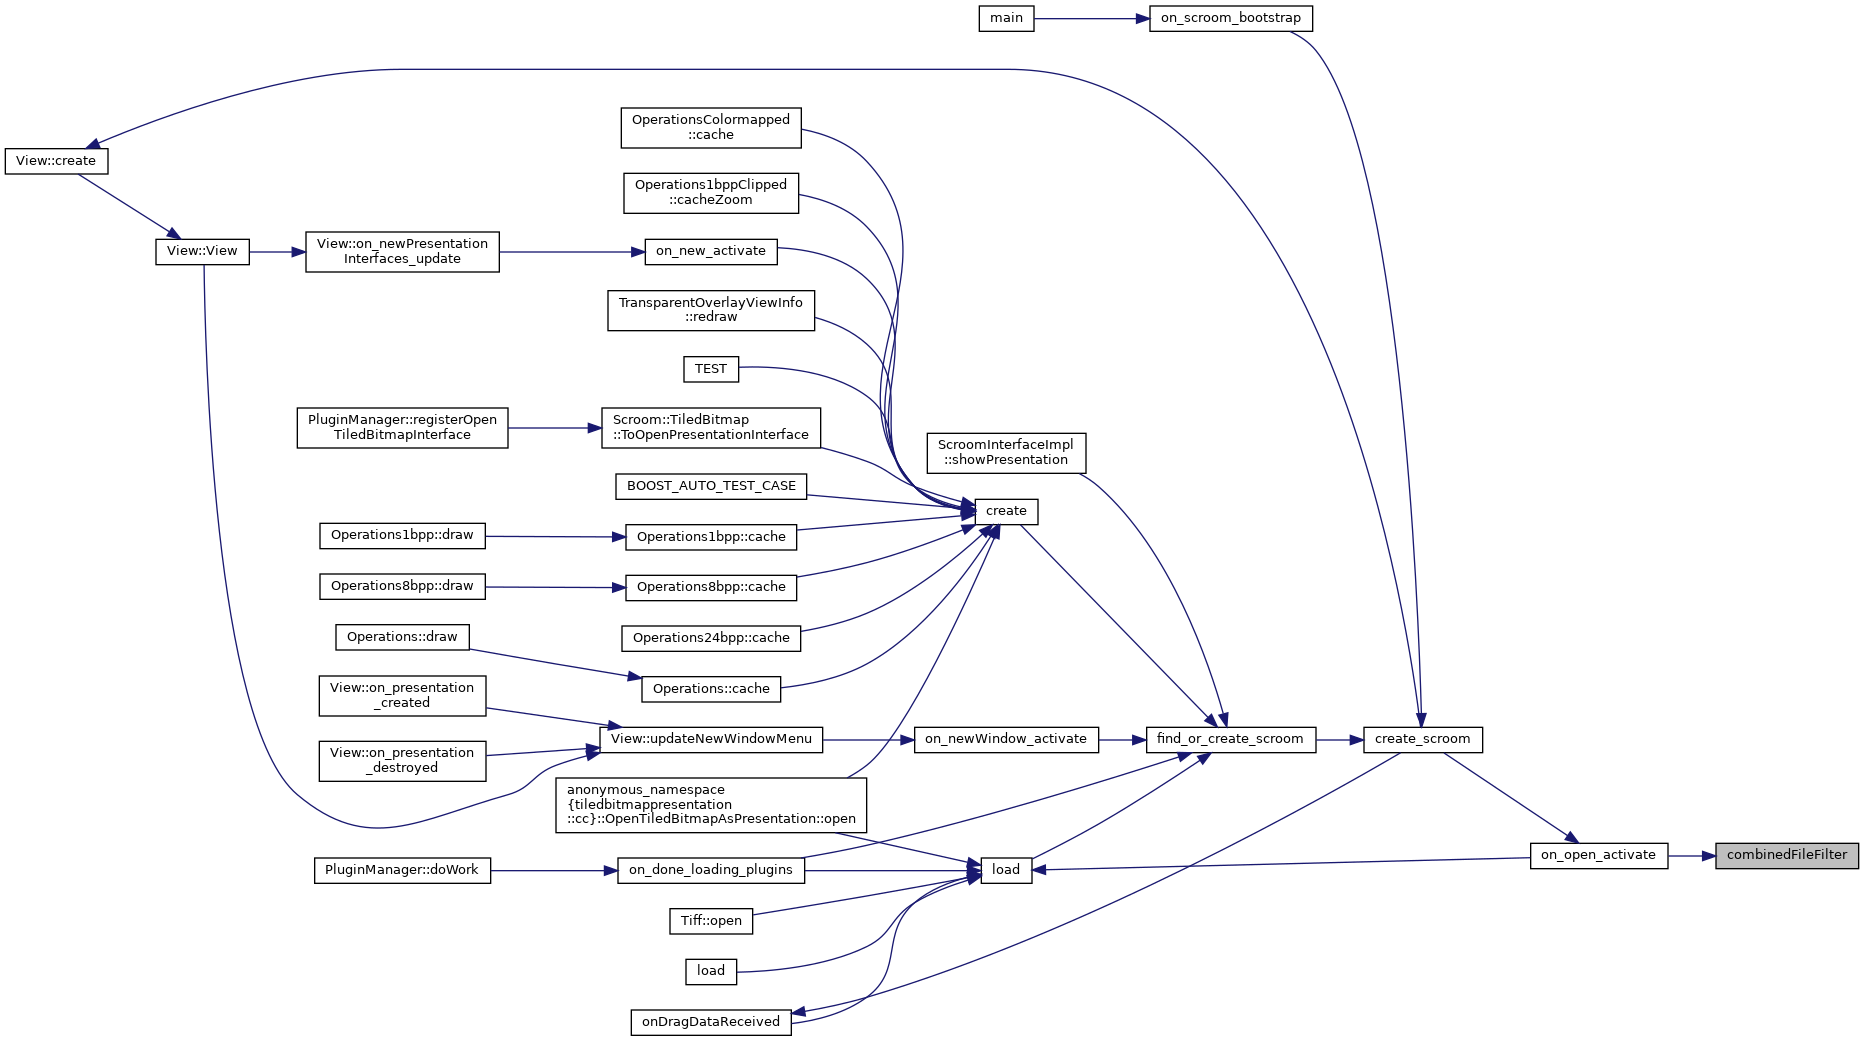 main
on_scroom_bootstrap
OperationsColormapped
::cache
View::create
Operations1bppClipped
::cacheZoom
View::View
View::on_newPresentation
Interfaces_update
on_new_activate
TransparentOverlayViewInfo
::redraw
TEST
PluginManager::registerOpen
TiledBitmapInterface
Scroom::TiledBitmap
::ToOpenPresentationInterface
ScroomInterfaceImpl
::showPresentation
BOOST_AUTO_TEST_CASE
create
Operations1bpp::draw
Operations1bpp::cache
Operations8bpp::draw
Operations8bpp::cache
Operations::draw
Operations24bpp::cache
View::on_presentation
_created
Operations::cache
View::on_presentation
_destroyed
View::updateNewWindowMenu
on_newWindow_activate
find_or_create_scroom
create_scroom
anonymous_namespace
{tiledbitmappresentation
::cc}::OpenTiledBitmapAsPresentation::open
on_open_activate
combinedFileFilter
PluginManager::doWork
on_done_loading_plugins
load
Tiff::open
load
onDragDataReceived